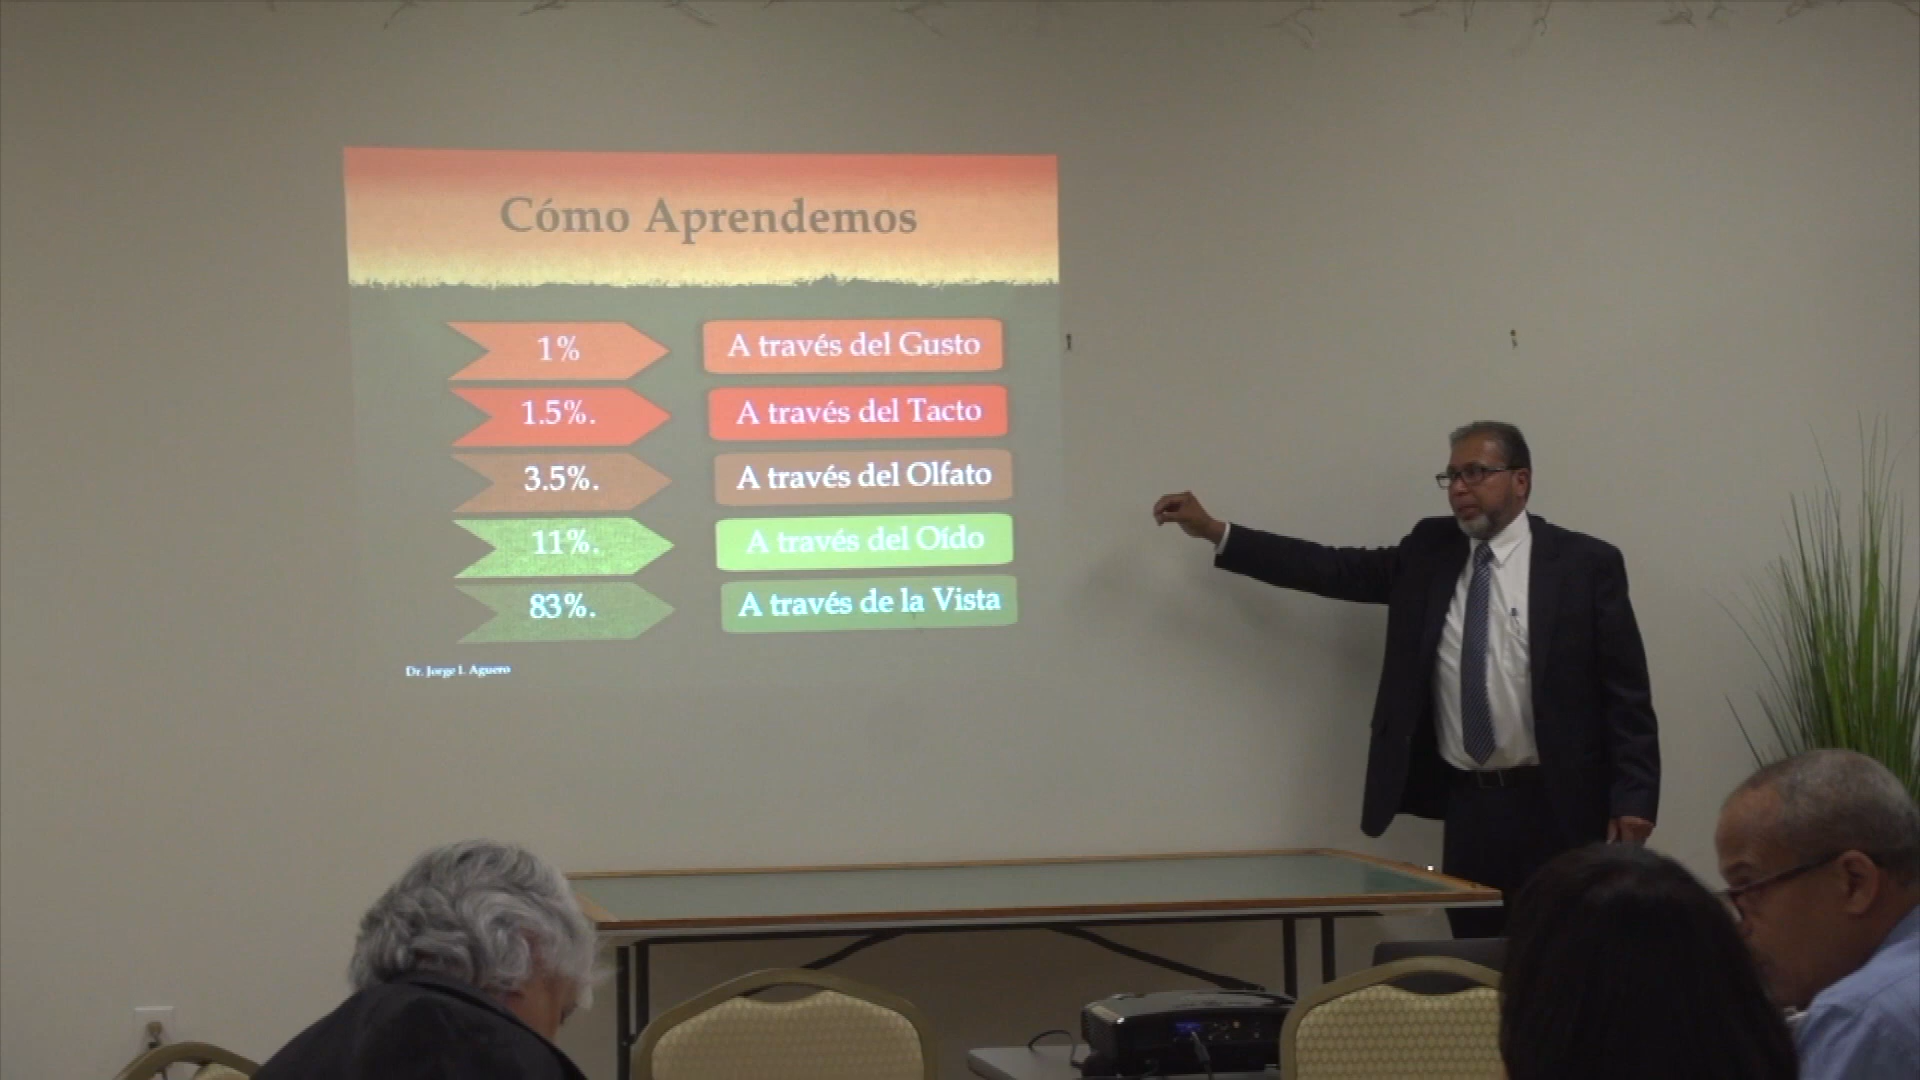 Cómo Aprendemos
1% A través del Gusto
1.5%. A través del Tacto
3.5%. A través del Olfato
11%. A través del Oído
83%. A través de la Vista
Dr. Jorge I. Aguero